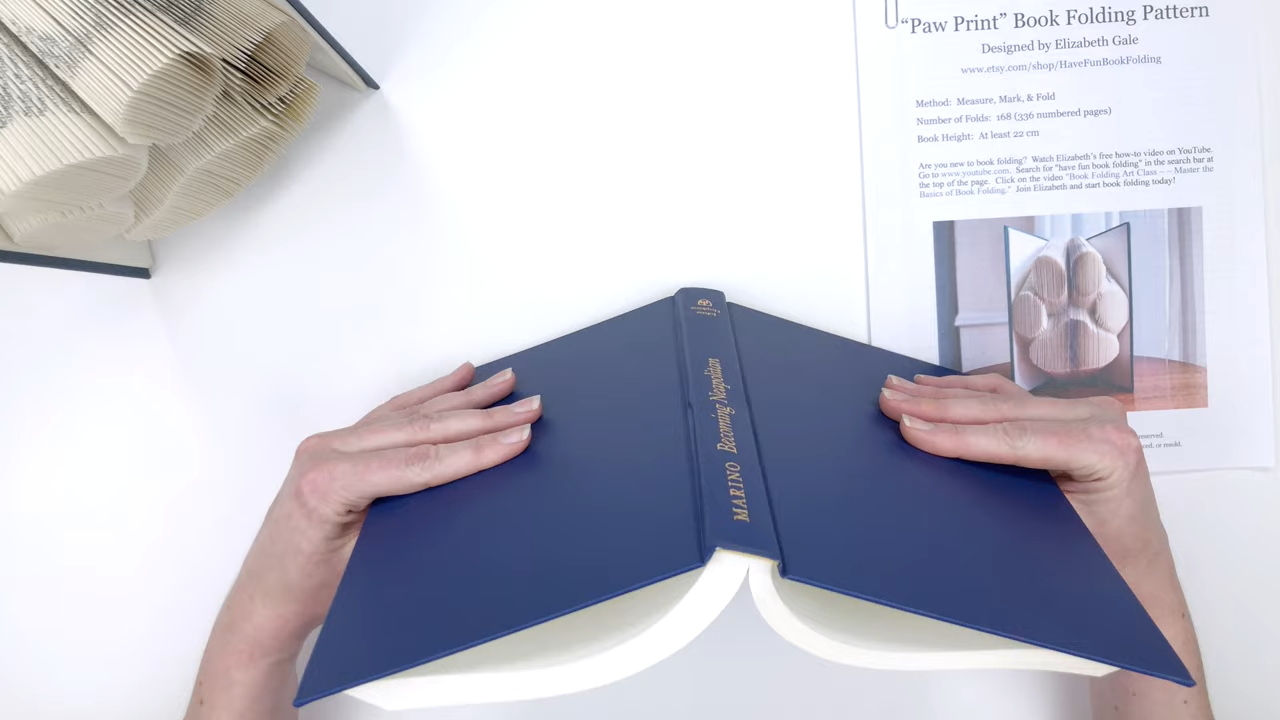 “Paw Print” Book Folding Pattern
Designed by Elizabeth Gale
www.etsy.com/shop/HaveFunBookFolding
Method: Measure, Mark, & Fold
Number of Folds: 168 (336 numbered pages)
Book Height: At least 22 cm
Are you new to book folding? Watch Elizabeth's free how-to video on YouTube.
Go to www.youtube.com. Search for "have fun book folding" in the search bar at
the top of the page. Click on the video "Book Folding Art Class – – Master the
Basics of Book Folding." Join Elizabeth and start book folding today!
MARINO Becoming Neapolitan